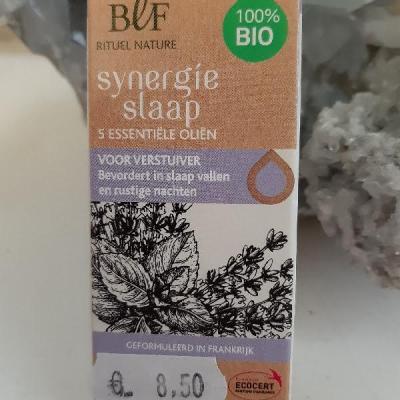 BLF
RITUEL NATURE
100%
BIO
synergie
slaap
5 ESSENTIËLE OLIËN
VOOR VERSTUIVER
Bevordert in slaap vallen
en rustige nachten
GEFORMULEERD IN FRANKRIJK
€_ 8,50
ECOCERT